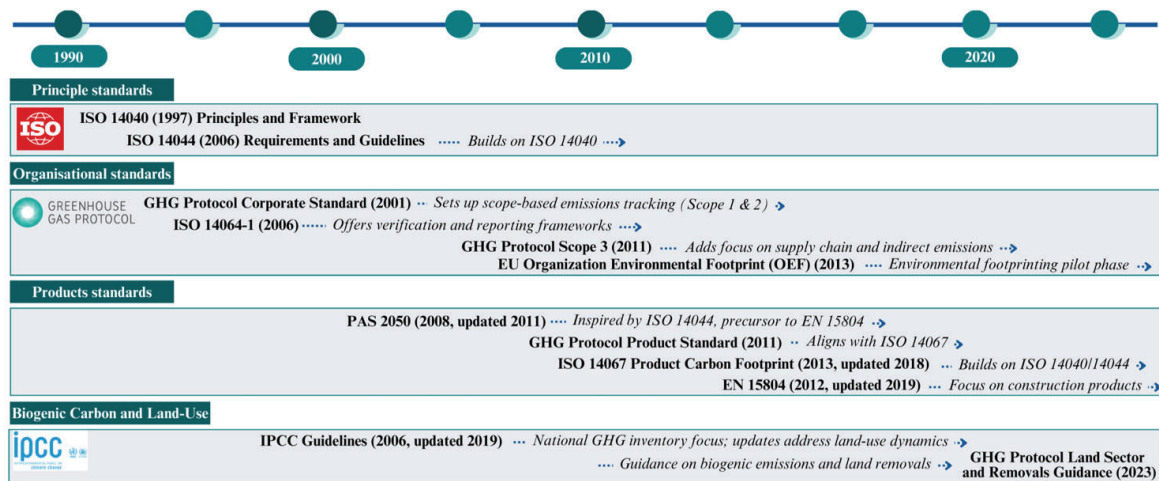 1990
2000
2010
2020
Principle standards
ISO
ISO 14040 (1997) Principles and Framework
ISO 14044 (2006) Requirements and Guidelines ····· Builds on ISO 14040 ····
Organisational standards
GREENHOUSE
GAS PROTOCOL
GHG Protocol Corporate Standard (2001) ·· Sets up scope-based emissions tracking (Scope 1 & 2)
ISO 14064-1 (2006) ······ Offers verification and reporting frameworks ····
GHG Protocol Scope 3 (2011) ···· Adds focus on supply chain and indirect emissions ···
EU Organization Environmental Footprint (OEF) (2013) ···· Environmental footprinting pilot phase ··
Products standards
PAS 2050 (2008, updated 2011) ···· Inspired by ISO 14044, precursor to EN 15804 ··
GHG Protocol Product Standard (2011) ·· Aligns with ISO 14067
ISO 14067 Product Carbon Footprint (2013, updated 2018) ··· Builds on ISO 14040/14044
EN 15804 (2012, updated 2019) ··· Focus on construction products
Biogenic Carbon and Land-Use
ipcc
IPCC Guidelines (2006, updated 2019) ··· National GHG inventory focus; updates address land-use dynamics
···· Guidance on biogenic emissions and land removals ··
GHG Protocol Land Sector
and Removals Guidance (2023)